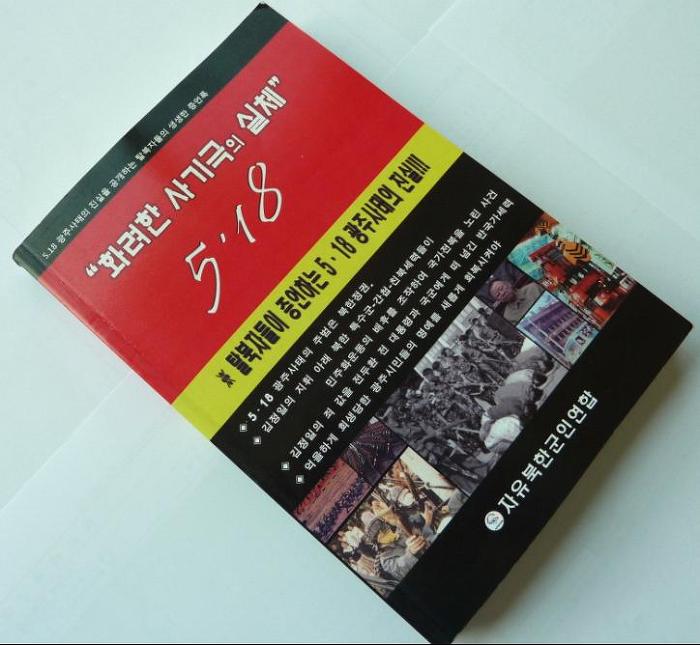 5.18 광주사태의 진실을 공개하는 탈북자들의 생생한 증언록
“화려한 사기극의 실체”
5·18
※ 탈북자들이 증언하는 5·18 광주사태의 진실!!!
◈ 5·18 광주사태의 주범은 북한정권,
◈ 김정일의 지휘 아래 북한 특수군·간첩·친북세력들이
민주화운동의 배후를 조작하여 국가전복을 노린 사건
◈ 김정일의 죄 값을 전두환 전 대통령과 국군에게 떠 넘긴 반국가세력
◈ 억울하게 희생당한 광주시민들의 명예를 새롭게 회복시켜야
자유북한군인연합